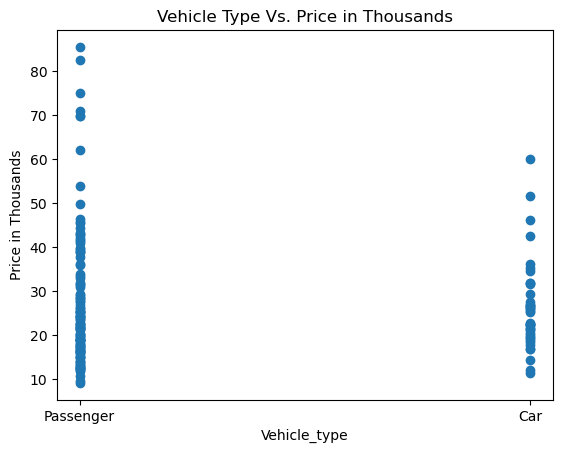 Vehicle Type Vs. Price in Thousands
80
70
60
50
40
30
20
10
Price in Thousands
Passenger Car
Vehicle_type